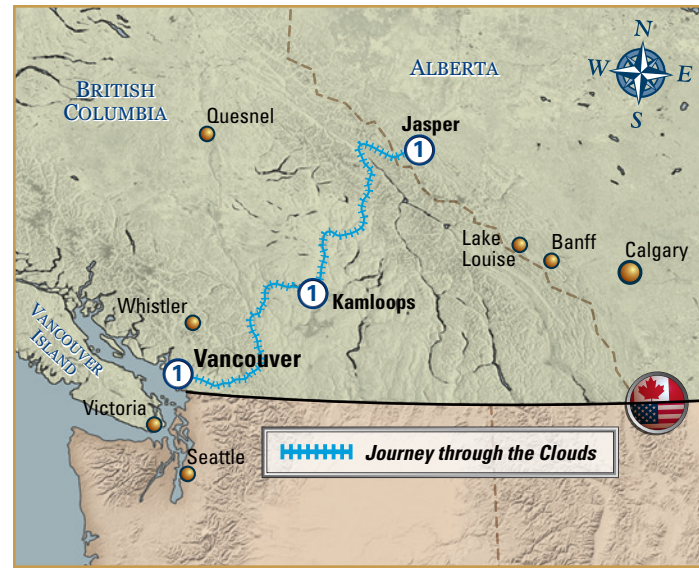 N
W
E
S
ALBERTA
BRITISH
COLUMBIA
Quesnel
Jasper
1
Lake
Louise
Banff
Calgary
1
Kamloops
Whistler
VANCOUVER
ISLAND
Vancouver
1
Victoria
Seattle
Journey through the Clouds